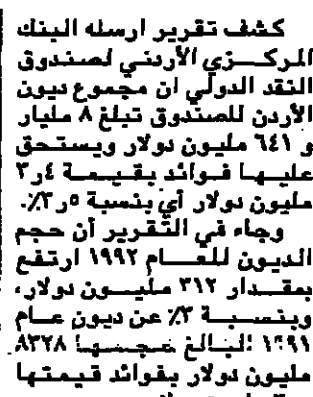 كشف تقرير ارسله البنك
المركزي الأردني لصندوق
النقد الدولي ان مجموع ديون
الأردن للصندوق تبلغ ٨ مليار
و ٦٤١ مليون دولار ويستحق
عليها فوائد بقيمة ٤ر٣
مليون دولار أي بنسبة ٥ر٣٪.
وجاء في التقرير أن حجم
الديون للعام ١٩٩٢ ارتفع
بمقدار ٣١٢ مليون دولار،
وبنسبة ٣٪ عن ديون عام
١٩٩١ البالغ حجمها ٨٣٢٨
مليون دولار بفوائد قيمتها